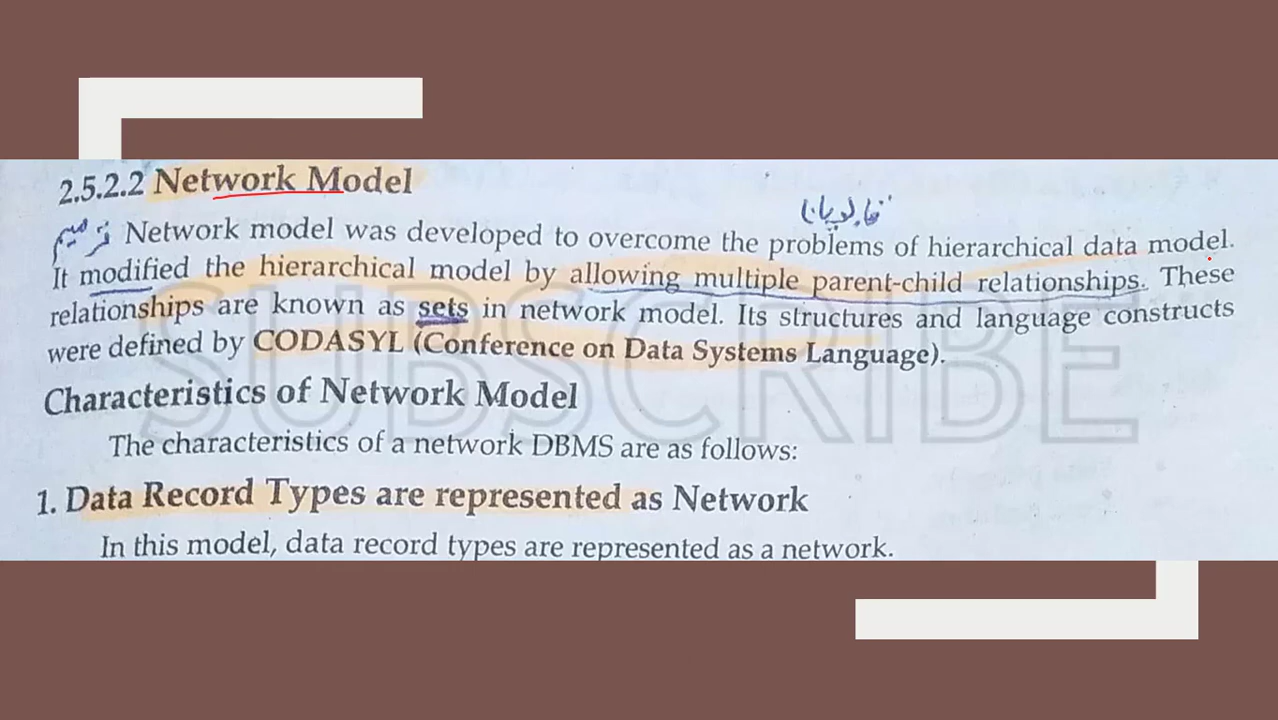 2.5.2.2 Network Model
قابو پانا
ترمیم
Network model was developed to overcome the problems of hierarchical data model.
It modified the hierarchical model by allowing multiple parent-child relationships. These
relationships are known as sets in network model. Its structures and language constructs
were defined by CODASYL (Conference on Data Systems Language).
Characteristics of Network Model
The characteristics of a network DBMS are as follows:
1. Data Record Types are represented as Network
In this model, data record types are represented as a network.
SUBSCRIBE